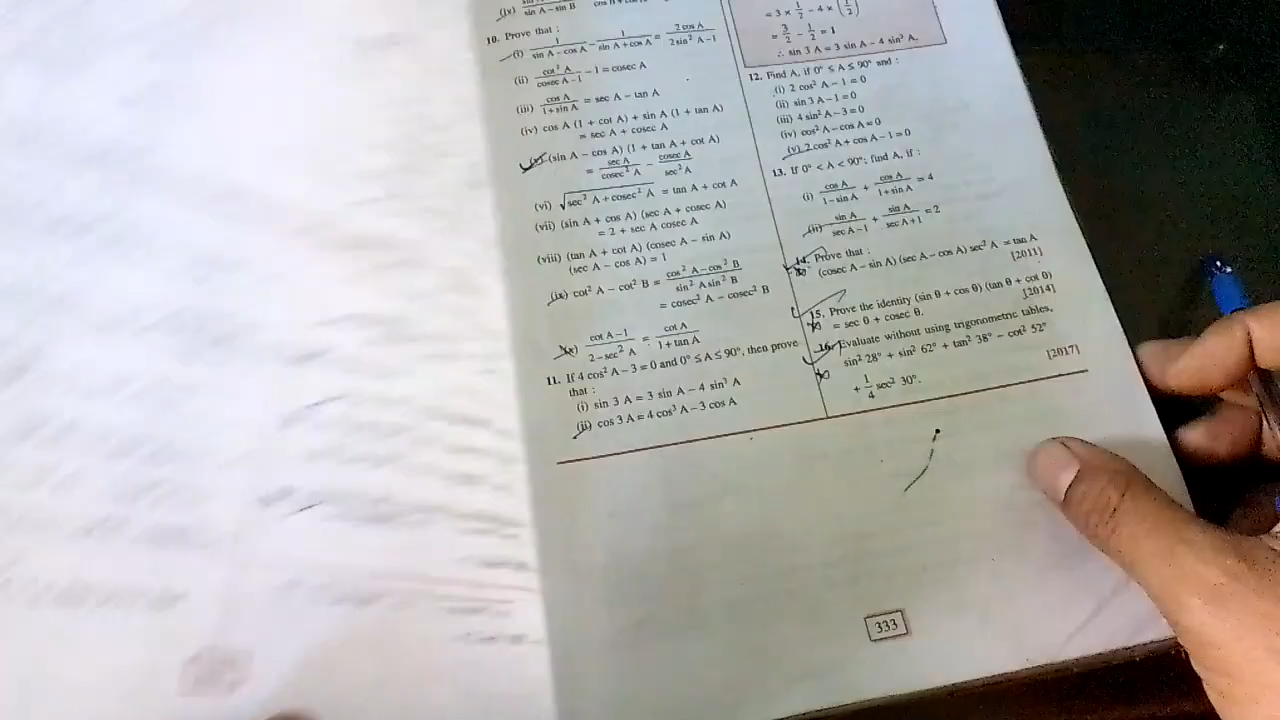 (ix)
sin A – sin B
10. Prove that :
(i) 1/(sin A – cos A) – 1/(sin A + cos A) = 2 cos A/(2 sin² A – 1)
(ii) cot² A/(cosec A – 1) – 1 = cosec A
(iii) cos A/(1 + sin A) = sec A – tan A
(iv) cos A (1 + cot A) + sin A (1 + tan A)
= sec A + cosec A
(sin A – cos A) (1 + tan A + cot A)
= sec A/cosec² A – cosec A/sec² A
(vi) √(sec² A + cosec² A) = tan A + cot A
(vii) (sin A + cos A) (sec A + cosec A)
= 2 + sec A cosec A
(viii) (tan A + cot A) (cosec A – sin A)
(sec A – cos A) = 1
(ix) cot² A – cot² B = (cos² A – cos² B)/(sin² A sin² B)
= cosec² A – cosec² B
(x) (cot A – 1)/(2 – sec² A) = cot A/(1 + tan A)
11. If 4 cos² A – 3 = 0 and 0° ≤ A ≤ 90°, then prove
that :
(i) sin 3 A = 3 sin A – 4 sin³ A
(ii) cos 3 A = 4 cos³ A – 3 cos A
= 3 × 1/2 – 4 × (1/2)
= 3/2 – 1/2 = 1
∴ sin 3 A = 3 sin A – 4 sin³ A.
12. Find A, if 0° ≤ A ≤ 90° and :
(i) 2 cos² A – 1 = 0
(ii) sin 3 A – 1 = 0
(iii) 4 sin² A – 3 = 0
(iv) cos² A – cos A = 0
(v) 2 cos² A + cos A – 1 = 0
13. If 0° < A < 90°; find A, if :
(i) cos A/(1 – sin A) + cos A/(1 + sin A) = 4
(ii) sin A/(sec A – 1) + sin A/(sec A + 1) = 2
14. Prove that :
(cosec A – sin A) (sec A – cos A) sec² A = tan A
[2011]
15. Prove the identity (sin θ + cos θ) (tan θ + cot θ)
= sec θ + cosec θ.
[2014]
16. Evaluate without using trigonometric tables,
sin² 28° + sin² 62° + tan² 38° – cot² 52°
+ 1/4 sec² 30°.
[2017]
333